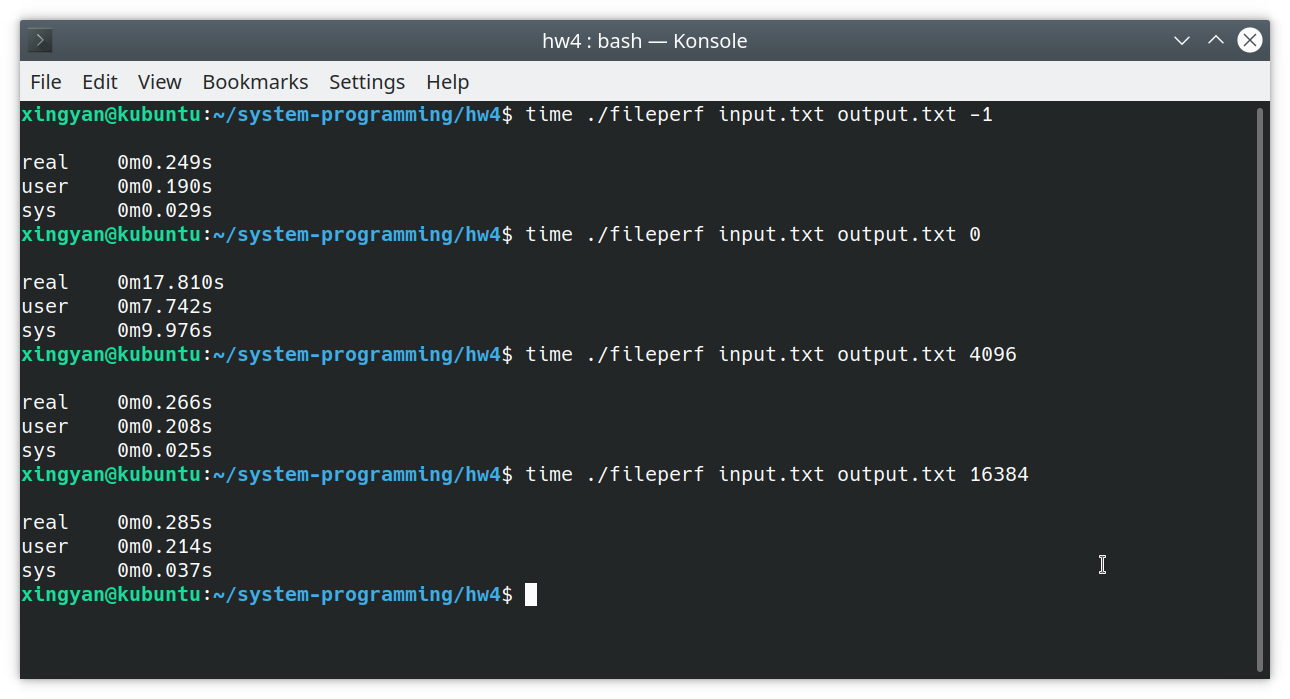 hw4 : bash — Konsole
File Edit View Bookmarks Settings Help
xingyan@kubuntu:~/system-programming/hw4$ time ./fileperf input.txt output.txt -1
real 0m0.249s
user 0m0.190s
sys 0m0.029s
xingyan@kubuntu:~/system-programming/hw4$ time ./fileperf input.txt output.txt 0
real 0m17.810s
user 0m7.742s
sys 0m9.976s
xingyan@kubuntu:~/system-programming/hw4$ time ./fileperf input.txt output.txt 4096
real 0m0.266s
user 0m0.208s
sys 0m0.025s
xingyan@kubuntu:~/system-programming/hw4$ time ./fileperf input.txt output.txt 16384
real 0m0.285s
user 0m0.214s
sys 0m0.037s
xingyan@kubuntu:~/system-programming/hw4$